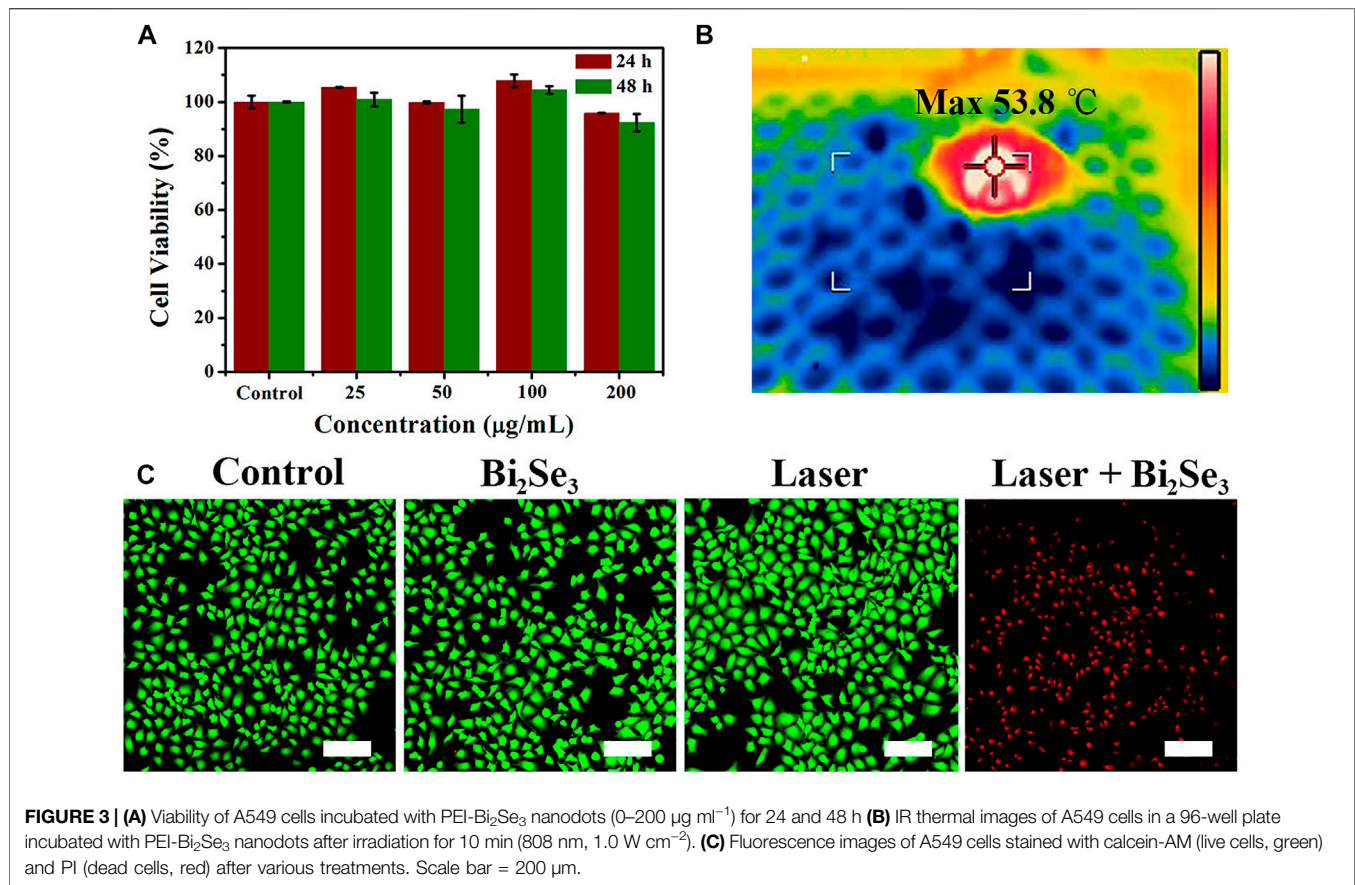 A
120
100
80
60
40
20
0
Cell Viability (%)
24 h
48 h
Control 25 50 100 200
Concentration (μg/mL)
B
Max 53.8 ℃
C
Control
Bi₂Se₃
Laser
Laser + Bi₂Se₃
FIGURE 3 | (A) Viability of A549 cells incubated with PEI-Bi₂Se₃ nanodots (0–200 μg ml⁻¹) for 24 and 48 h (B) IR thermal images of A549 cells in a 96-well plate
incubated with PEI-Bi₂Se₃ nanodots after irradiation for 10 min (808 nm, 1.0 W cm⁻²). (C) Fluorescence images of A549 cells stained with calcein-AM (live cells, green)
and PI (dead cells, red) after various treatments. Scale bar = 200 μm.